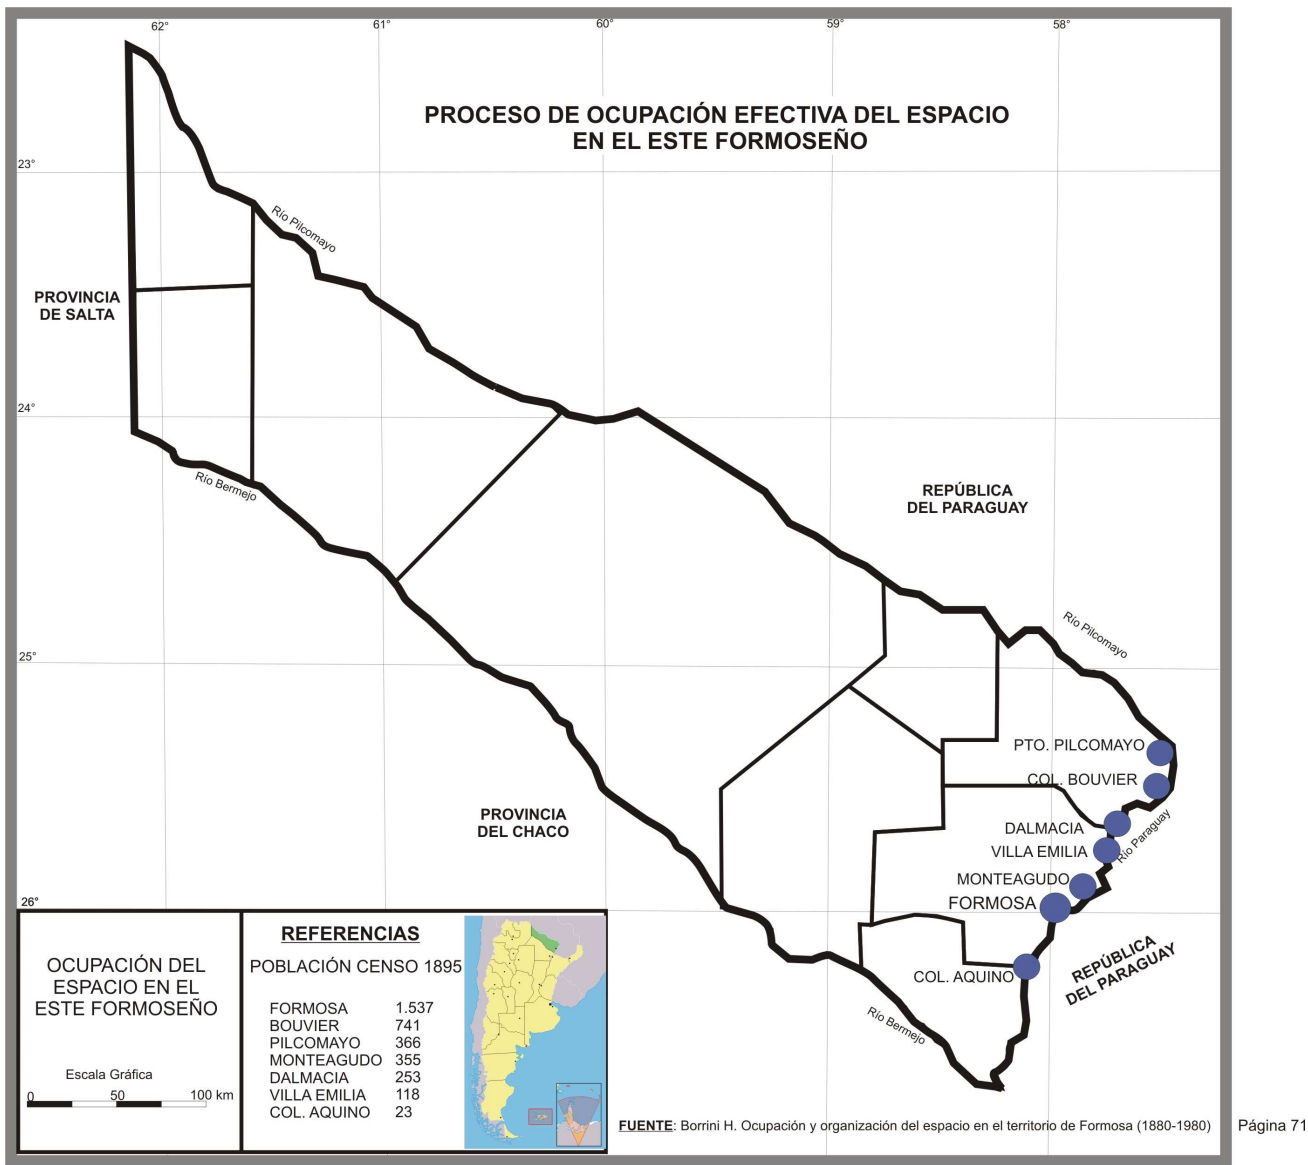 62°
61°
60°
59°
58°
PROCESO DE OCUPACIÓN EFECTIVA DEL ESPACIO
EN EL ESTE FORMOSEÑO
23°
Río Pilcomayo
PROVINCIA
DE SALTA
24°
Río Bermejo
REPÚBLICA
DEL PARAGUAY
Río Pilcomayo
25°
PTO. PILCOMAYO
COL. BOUVIER
PROVINCIA
DEL CHACO
DALMACIA
Río Paraguay
VILLA EMILIA
MONTEAGUDO
FORMOSA
26°
COL. AQUINO
REPÚBLICA
DEL PARAGUAY
Río Bermejo
OCUPACIÓN DEL
ESPACIO EN EL
ESTE FORMOSEÑO
Escala Gráfica
0 50 100 km
REFERENCIAS
POBLACIÓN CENSO 1895
FORMOSA 1.537
BOUVIER 741
PILCOMAYO 366
MONTEAGUDO 355
DALMACIA 253
VILLA EMILIA 118
COL. AQUINO 23
FUENTE: Borrini H. Ocupación y organización del espacio en el territorio de Formosa (1880-1980)
Página 71